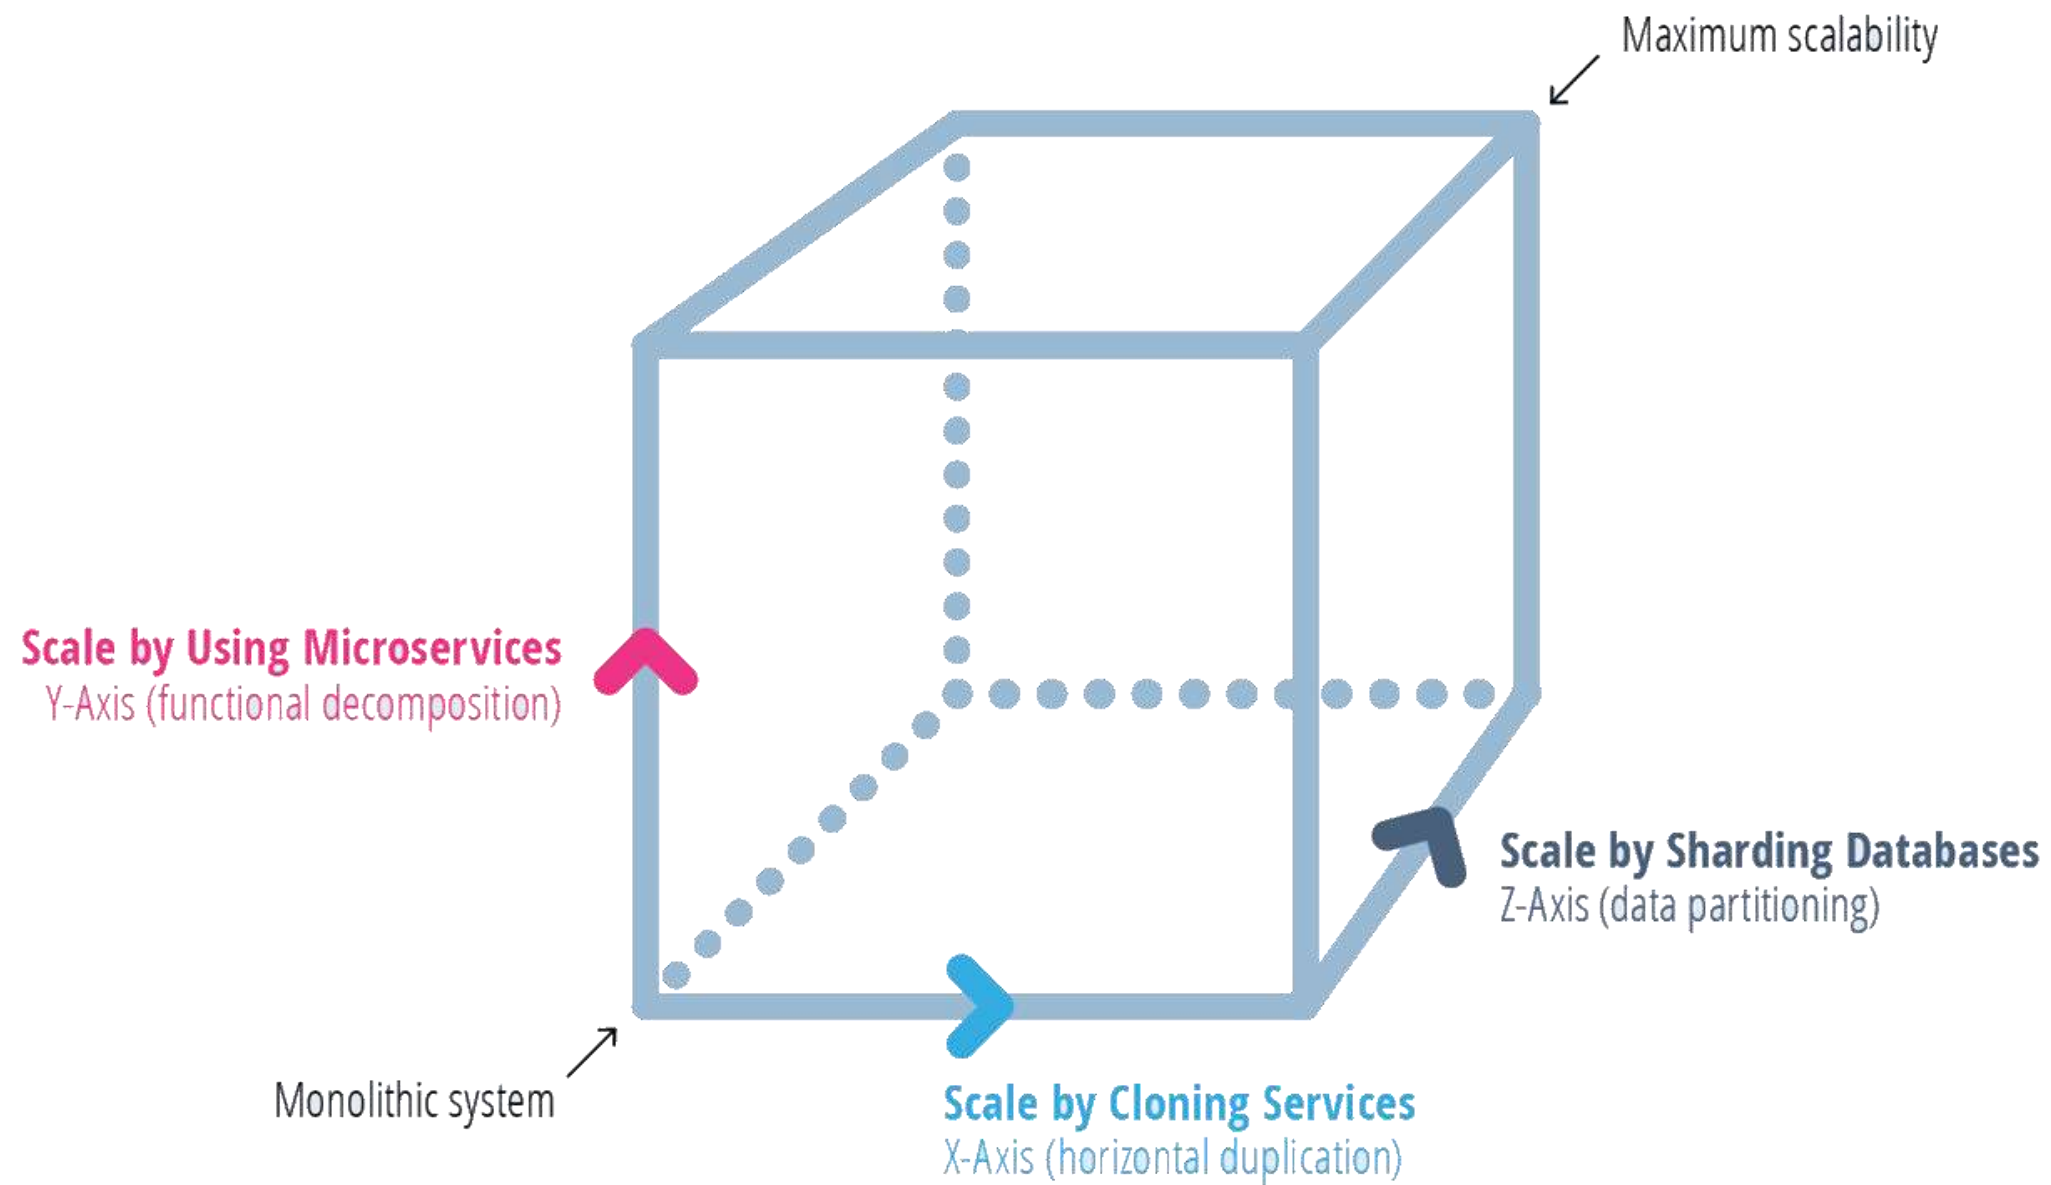 Maximum scalability
Scale by Using Microservices
Y-Axis (functional decomposition)
Scale by Sharding Databases
Z-Axis (data partitioning)
Monolithic system
Scale by Cloning Services
X-Axis (horizontal duplication)